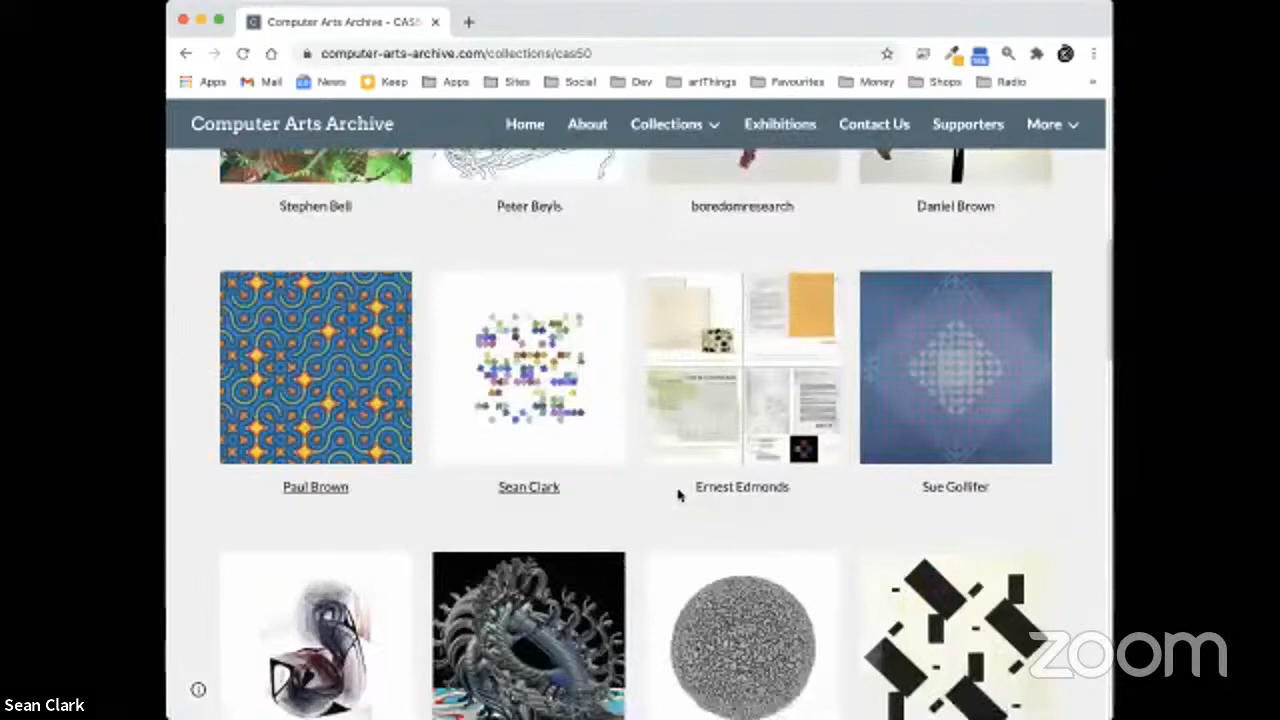 Computer Arts Archive - CAS5
computer-arts-archive.com/collections/cas50
Apps Mail News Keep Apps Sites Social Dev artThings Favourites Money Shops Radio »
Computer Arts Archive Home About Collections Exhibitions Contact Us Supporters More
Stephen Bell Peter Beyls boredomresearch Daniel Brown
Paul Brown Sean Clark Ernest Edmonds Sue Gollifer
zoom
Sean Clark